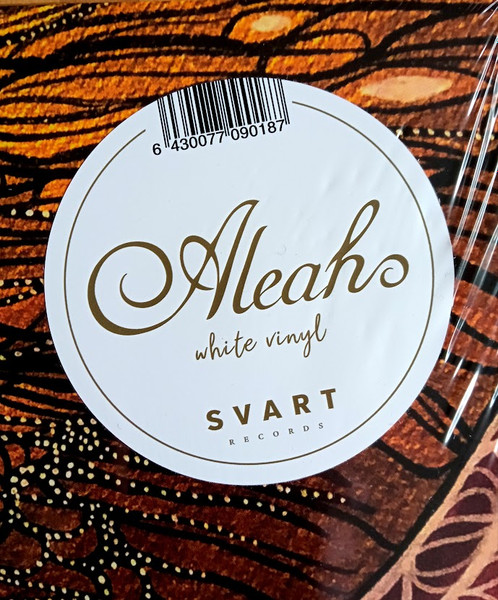 6 430077 090187
Aleah
white vinyl
SVART
RECORDS